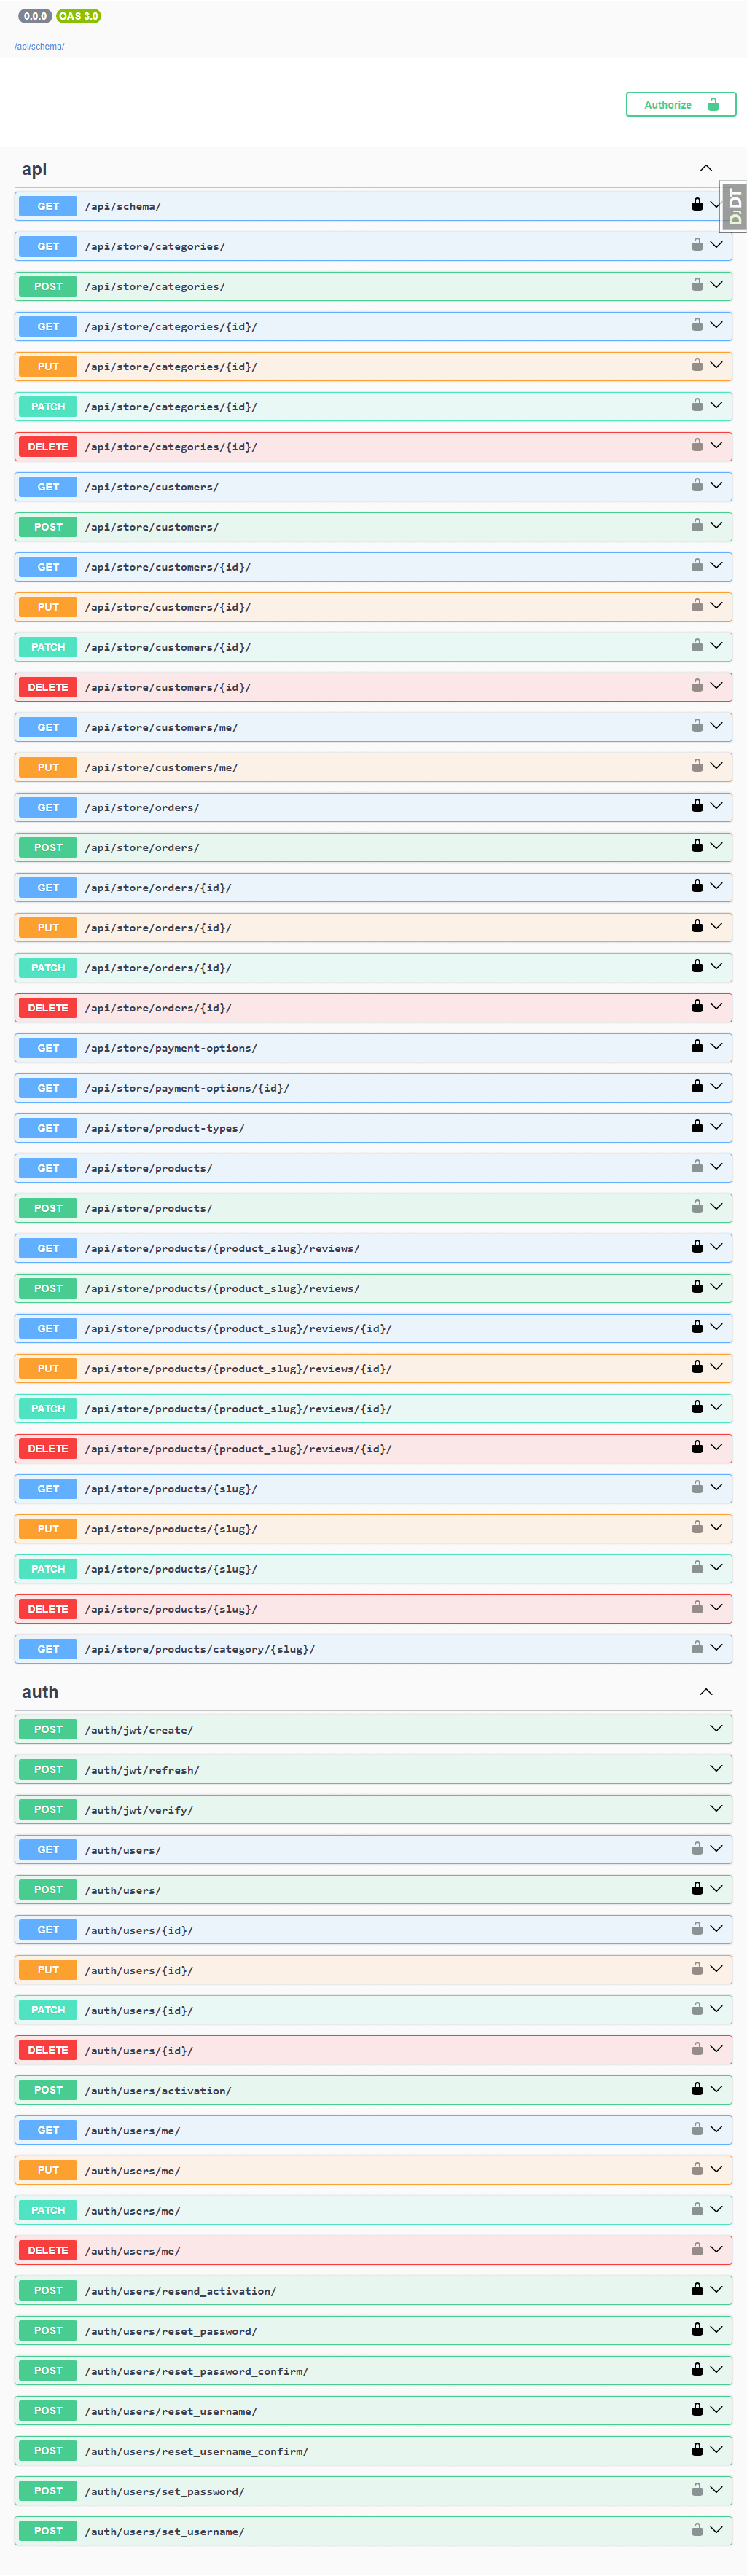 0.0.0 OAS 3.0
/api/schema/
Authorize
api
GET /api/schema/
DjDT
GET /api/store/categories/
POST /api/store/categories/
GET /api/store/categories/{id}/
PUT /api/store/categories/{id}/
PATCH /api/store/categories/{id}/
DELETE /api/store/categories/{id}/
GET /api/store/customers/
POST /api/store/customers/
GET /api/store/customers/{id}/
PUT /api/store/customers/{id}/
PATCH /api/store/customers/{id}/
DELETE /api/store/customers/{id}/
GET /api/store/customers/me/
PUT /api/store/customers/me/
GET /api/store/orders/
POST /api/store/orders/
GET /api/store/orders/{id}/
PUT /api/store/orders/{id}/
PATCH /api/store/orders/{id}/
DELETE /api/store/orders/{id}/
GET /api/store/payment-options/
GET /api/store/payment-options/{id}/
GET /api/store/product-types/
GET /api/store/products/
POST /api/store/products/
GET /api/store/products/{product_slug}/reviews/
POST /api/store/products/{product_slug}/reviews/
GET /api/store/products/{product_slug}/reviews/{id}/
PUT /api/store/products/{product_slug}/reviews/{id}/
PATCH /api/store/products/{product_slug}/reviews/{id}/
DELETE /api/store/products/{product_slug}/reviews/{id}/
GET /api/store/products/{slug}/
PUT /api/store/products/{slug}/
PATCH /api/store/products/{slug}/
DELETE /api/store/products/{slug}/
GET /api/store/products/category/{slug}/
auth
POST /auth/jwt/create/
POST /auth/jwt/refresh/
POST /auth/jwt/verify/
GET /auth/users/
POST /auth/users/
GET /auth/users/{id}/
PUT /auth/users/{id}/
PATCH /auth/users/{id}/
DELETE /auth/users/{id}/
POST /auth/users/activation/
GET /auth/users/me/
PUT /auth/users/me/
PATCH /auth/users/me/
DELETE /auth/users/me/
POST /auth/users/resend_activation/
POST /auth/users/reset_password/
POST /auth/users/reset_password_confirm/
POST /auth/users/reset_username/
POST /auth/users/reset_username_confirm/
POST /auth/users/set_password/
POST /auth/users/set_username/